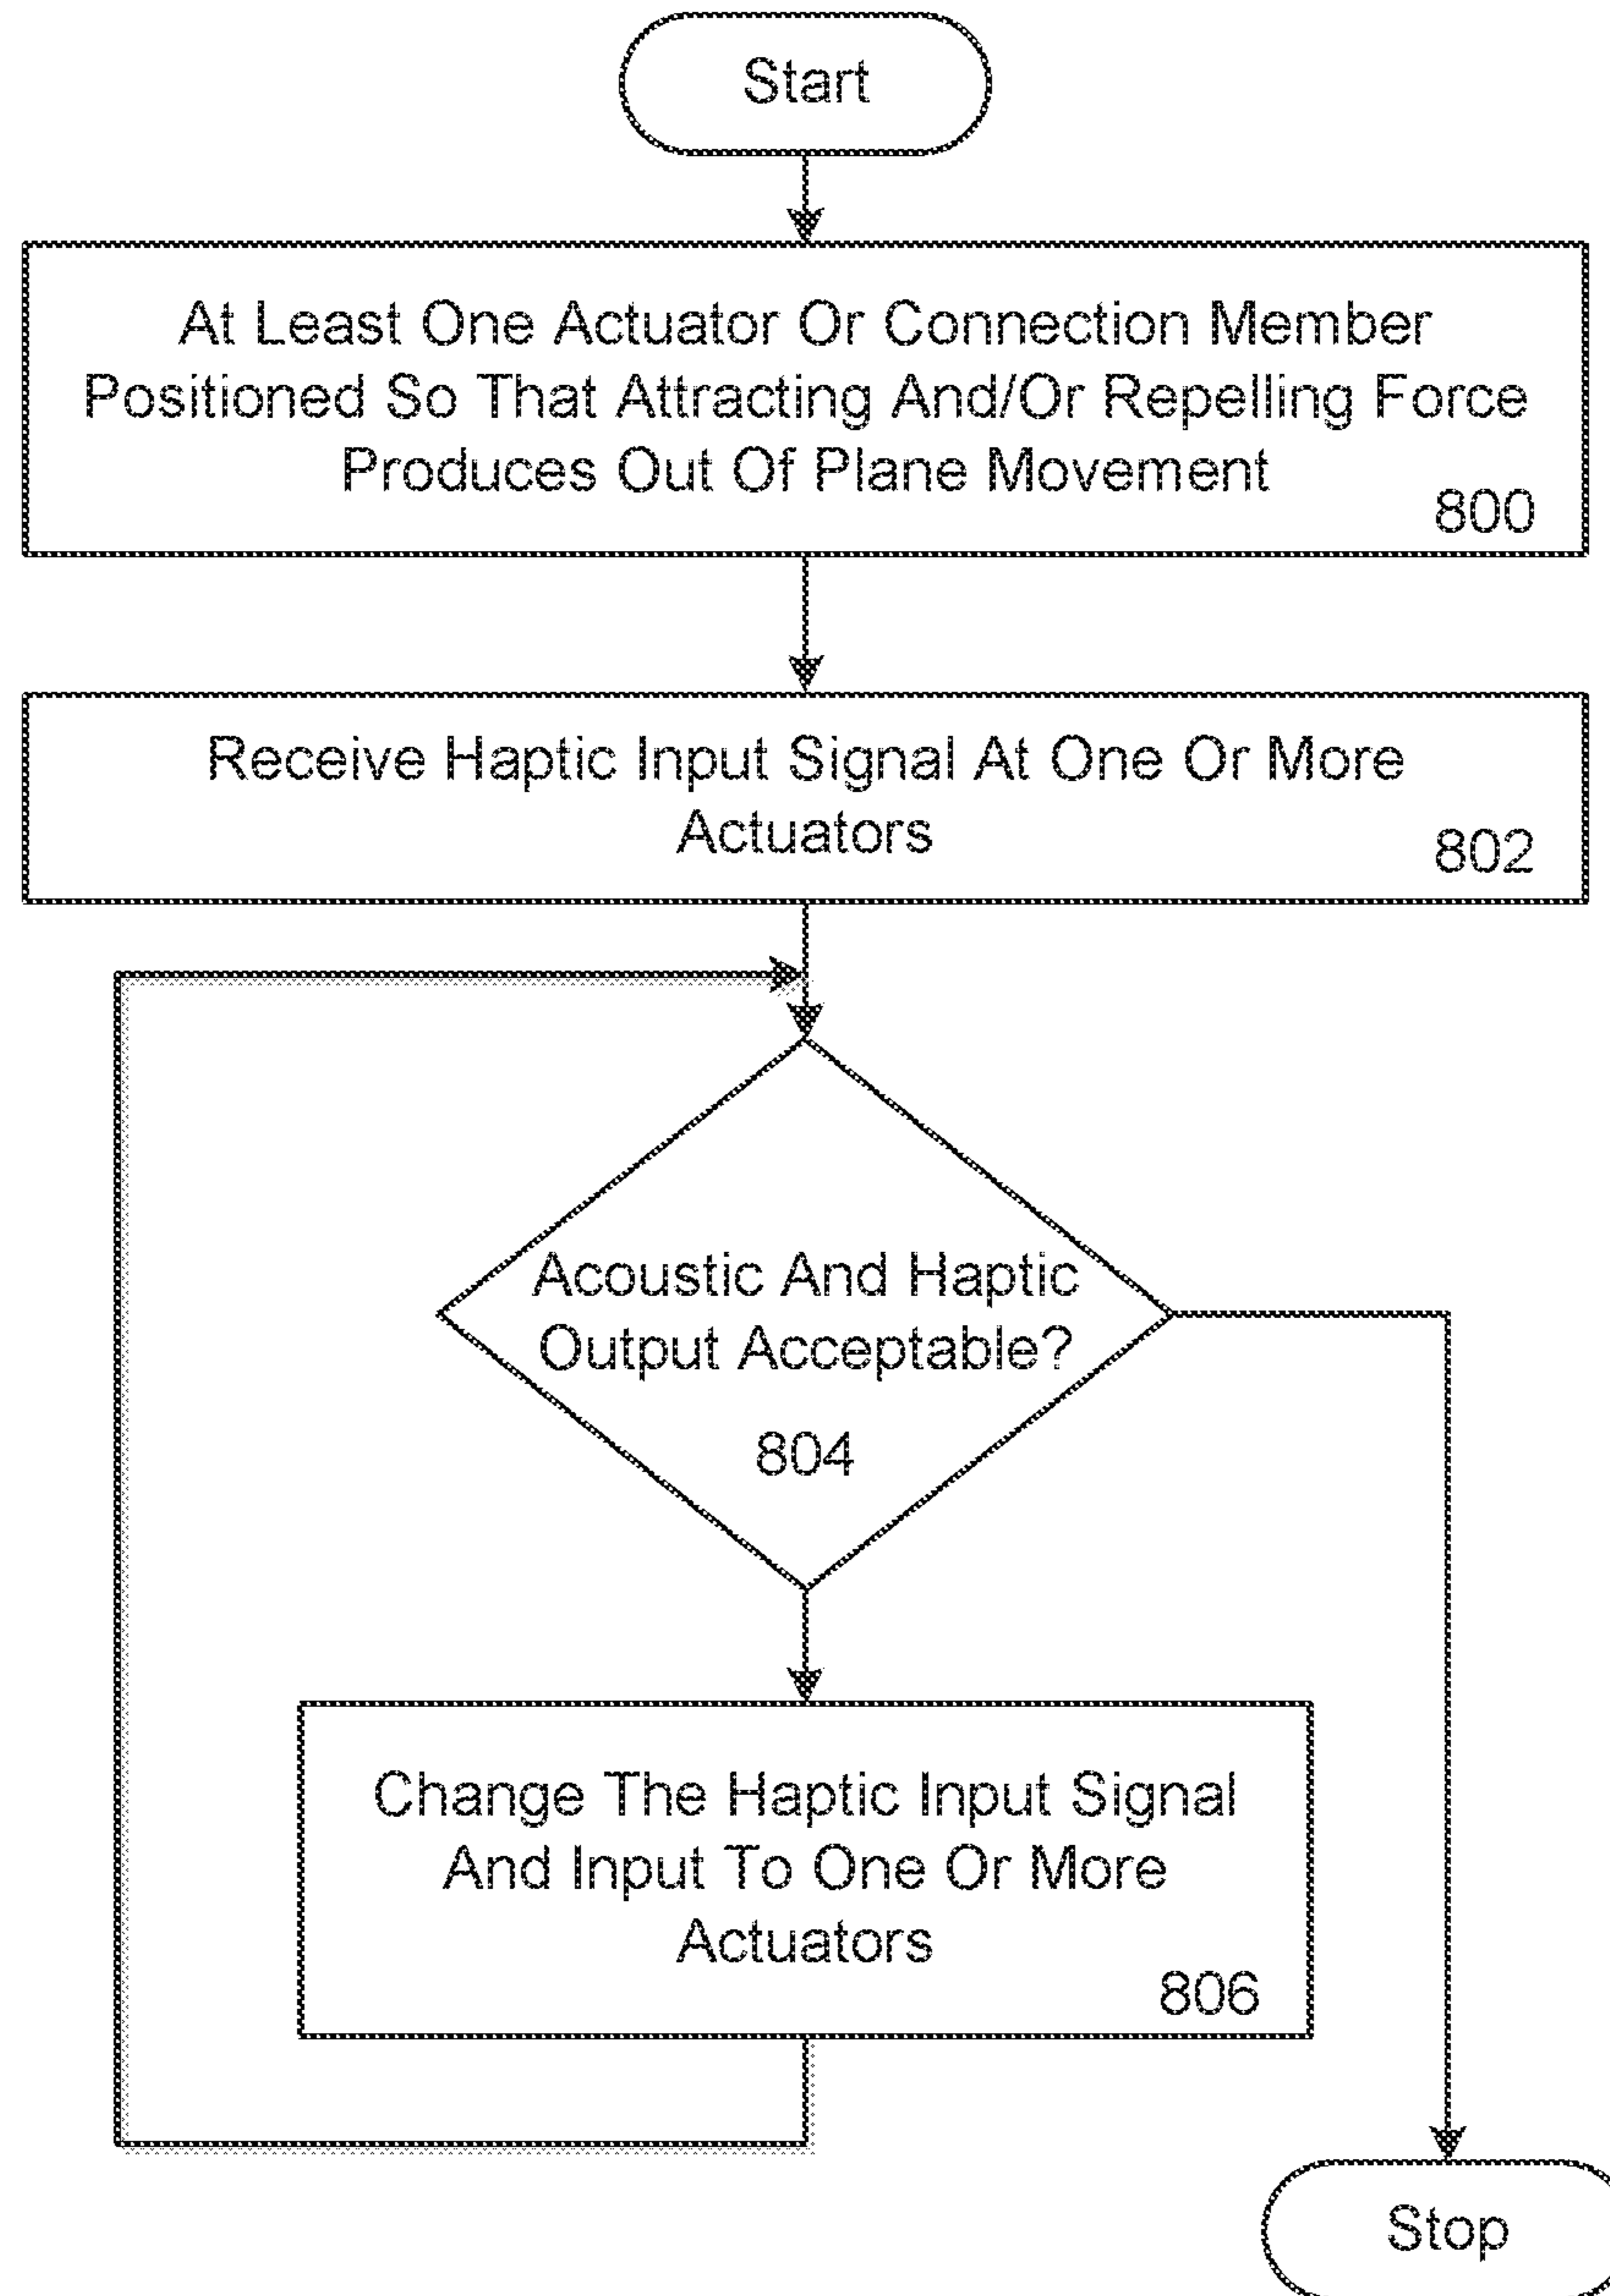 Start
At Least One Actuator Or Connection Member
Positioned So That Attracting And/Or Repelling Force
Produces Out Of Plane Movement
800
Receive Haptic Input Signal At One Or More
Actuators
802
Acoustic And Haptic
Output Acceptable?
804
Change The Haptic Input Signal
And Input To One Or More
Actuators
806
Stop